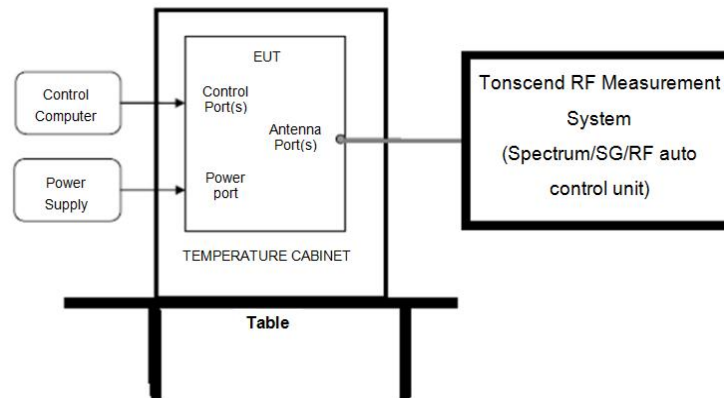 Control
Computer
Power
Supply
EUT
Control
Port(s)
Antenna
Port(s)
Power
port
TEMPERATURE CABINET
Table
Tonscend RF Measurement
System
(Spectrum/SG/RF auto
control unit)